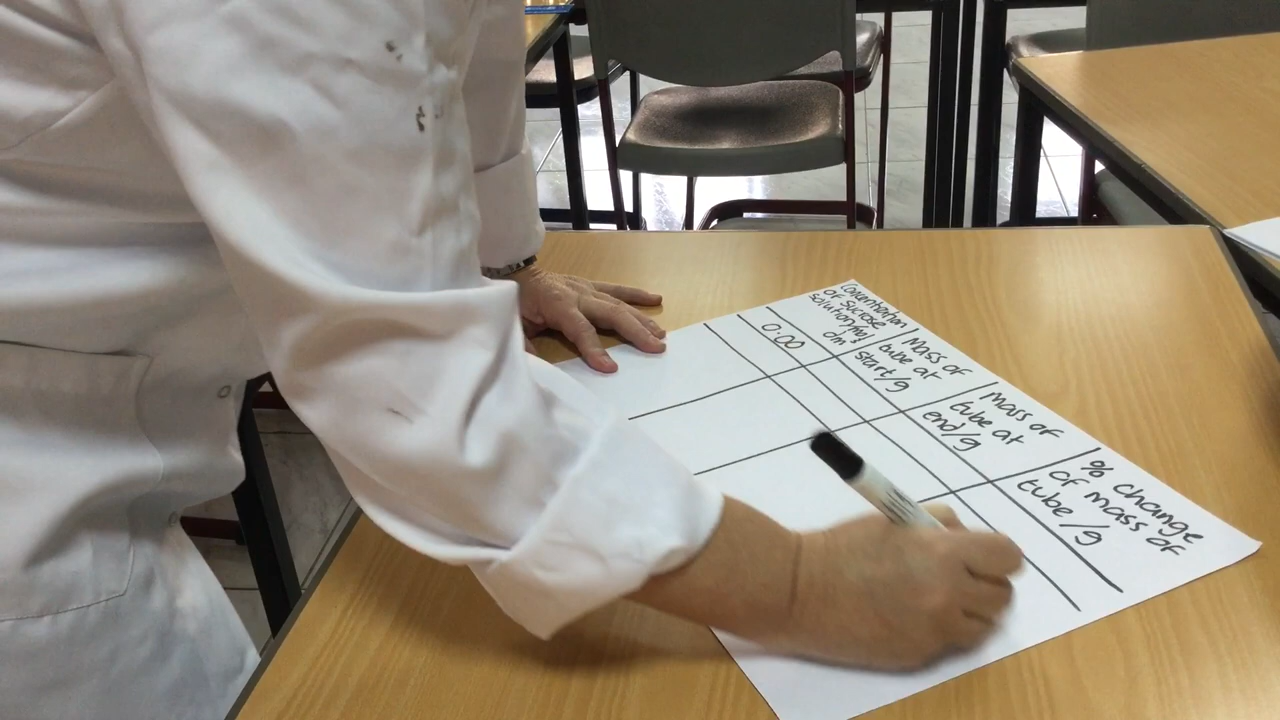 Concentration
of sucrose
solution/mol
dm³
Mass of
tube at
start/g
Mass of
tube at
end/g
% change
of mass of
tube/g
0.00